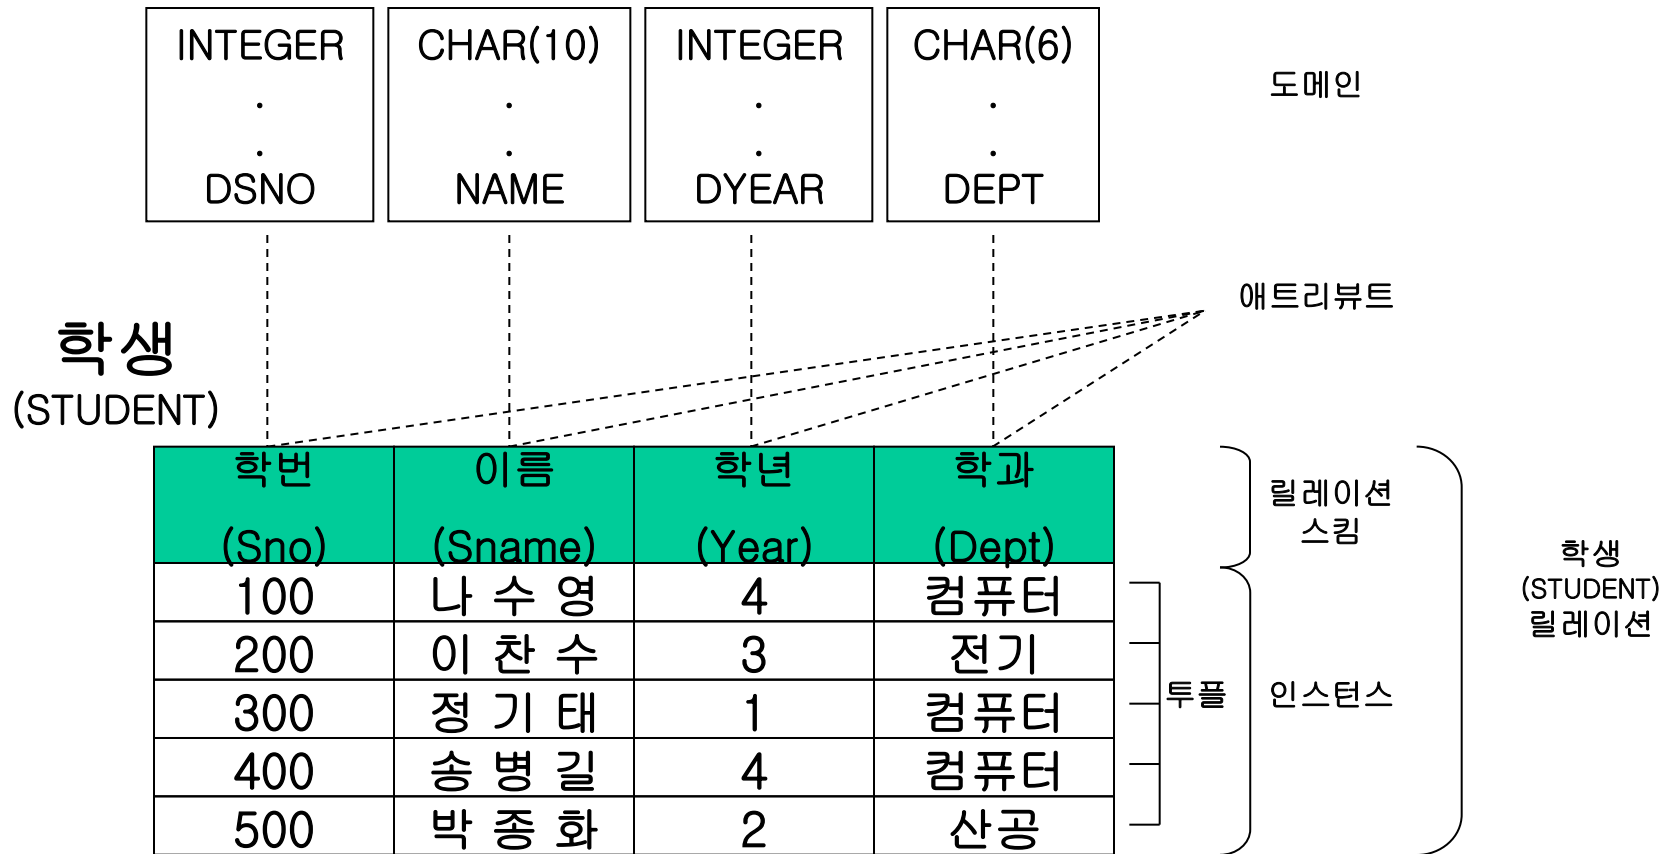 INTEGER
.
.
DSNO
CHAR(10)
.
.
NAME
INTEGER
.
.
DYEAR
CHAR(6)
.
.
DEPT
도메인
애트리뷰트
학생
(STUDENT)
학번 이름 학년 학과
(Sno) (Sname) (Year) (Dept)
100 나 수 영 4 컴퓨터
200 이 찬 수 3 전기
300 정 기 태 1 컴퓨터
400 송 병 길 4 컴퓨터
500 박 종 화 2 산공
투플
릴레이션
스킴
인스턴스
학생
(STUDENT)
릴레이션